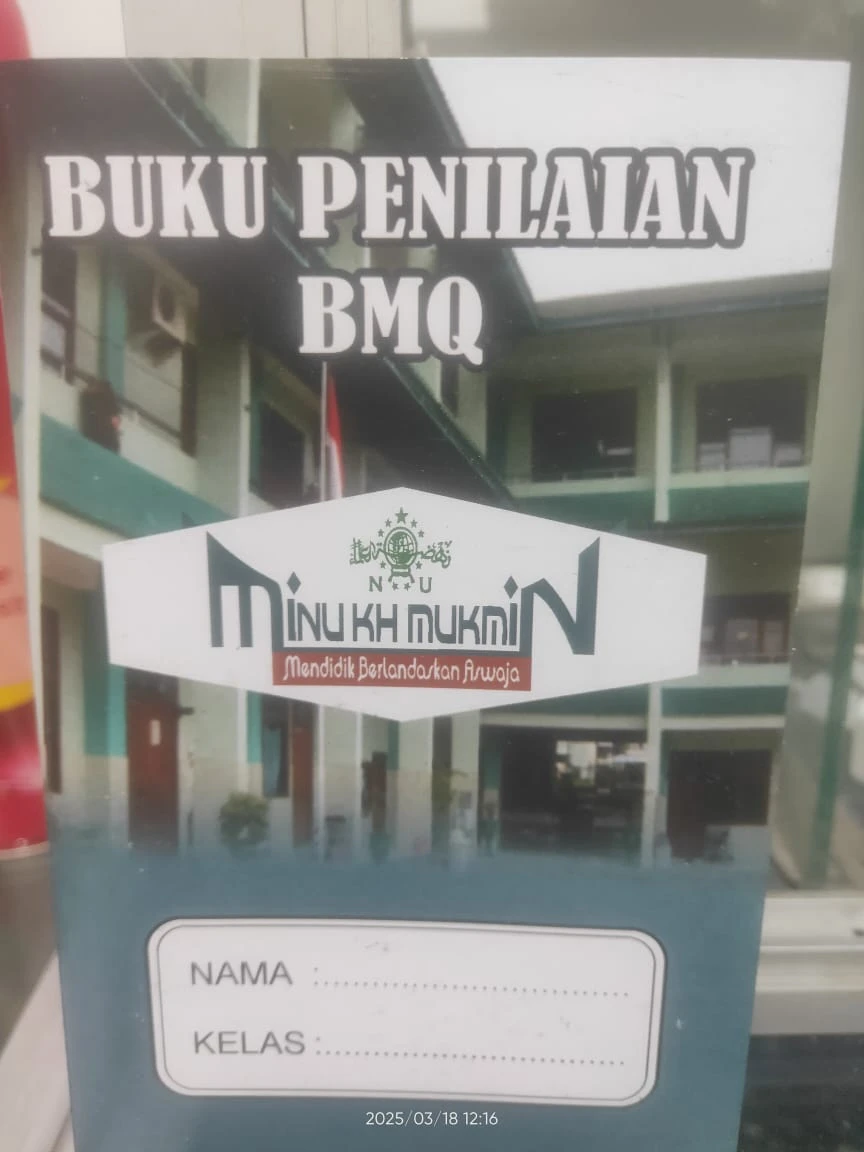 BUKU PENILAIAN
BMQ
N U
MINU KH MUKMIN
Mendidik Berlandaskan Aswaja
NAMA :
KELAS :
2025/03/18 12:16